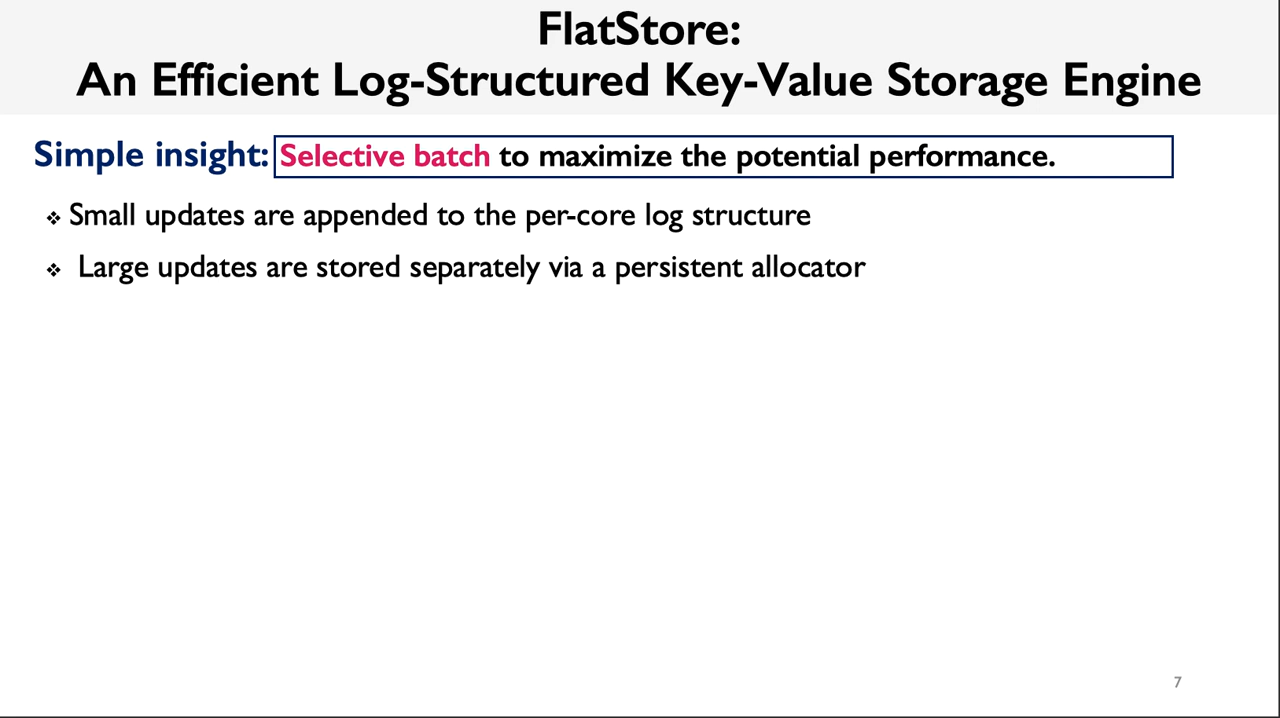 FlatStore:
An Efficient Log-Structured Key-Value Storage Engine
Simple insight: Selective batch to maximize the potential performance.
❖ Small updates are appended to the per-core log structure
❖ Large updates are stored separately via a persistent allocator
7